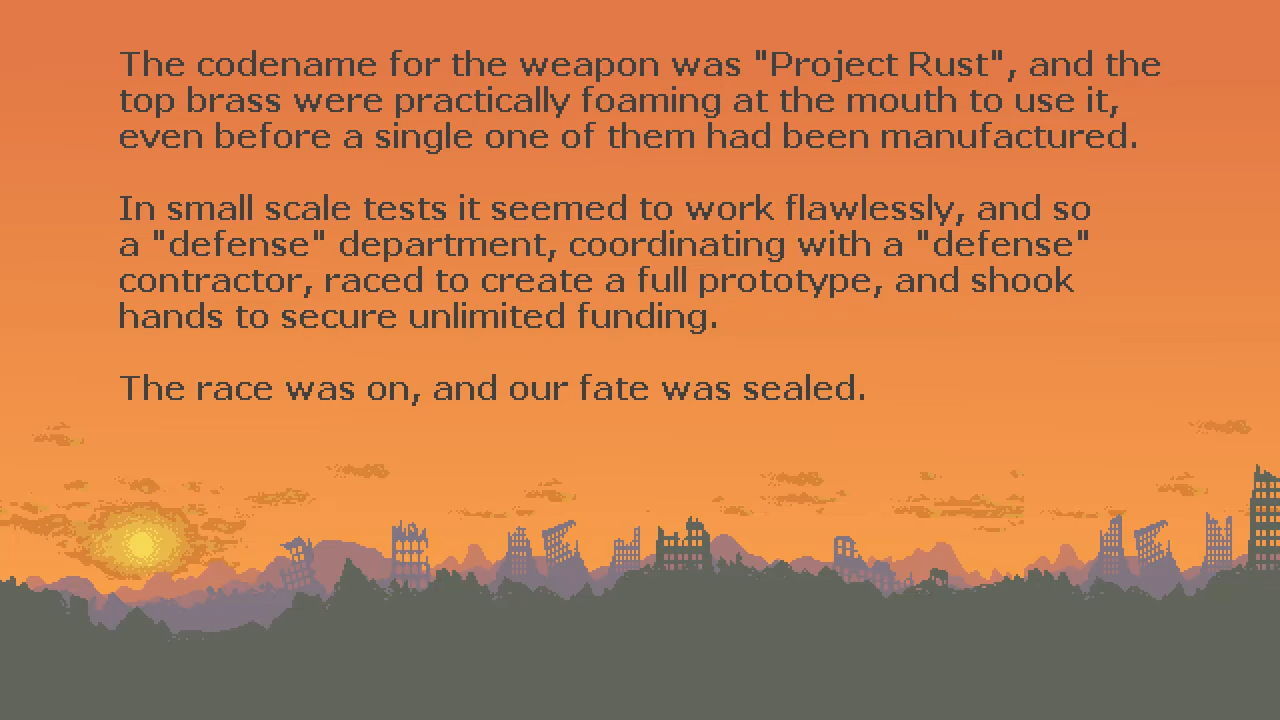 The codename for the weapon was "Project Rust", and the
top brass were practically foaming at the mouth to use it,
even before a single one of them had been manufactured.
In small scale tests it seemed to work flawlessly, and so
a "defense" department, coordinating with a "defense"
contractor, raced to create a full prototype, and shook
hands to secure unlimited funding.
The race was on, and our fate was sealed.